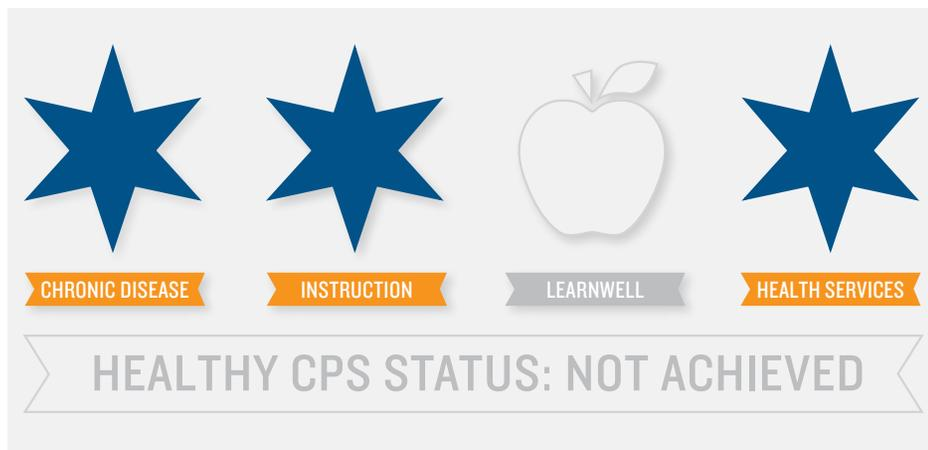 CHRONIC DISEASE
INSTRUCTION
LEARNWELL
HEALTH SERVICES
HEALTHY CPS STATUS: NOT ACHIEVED